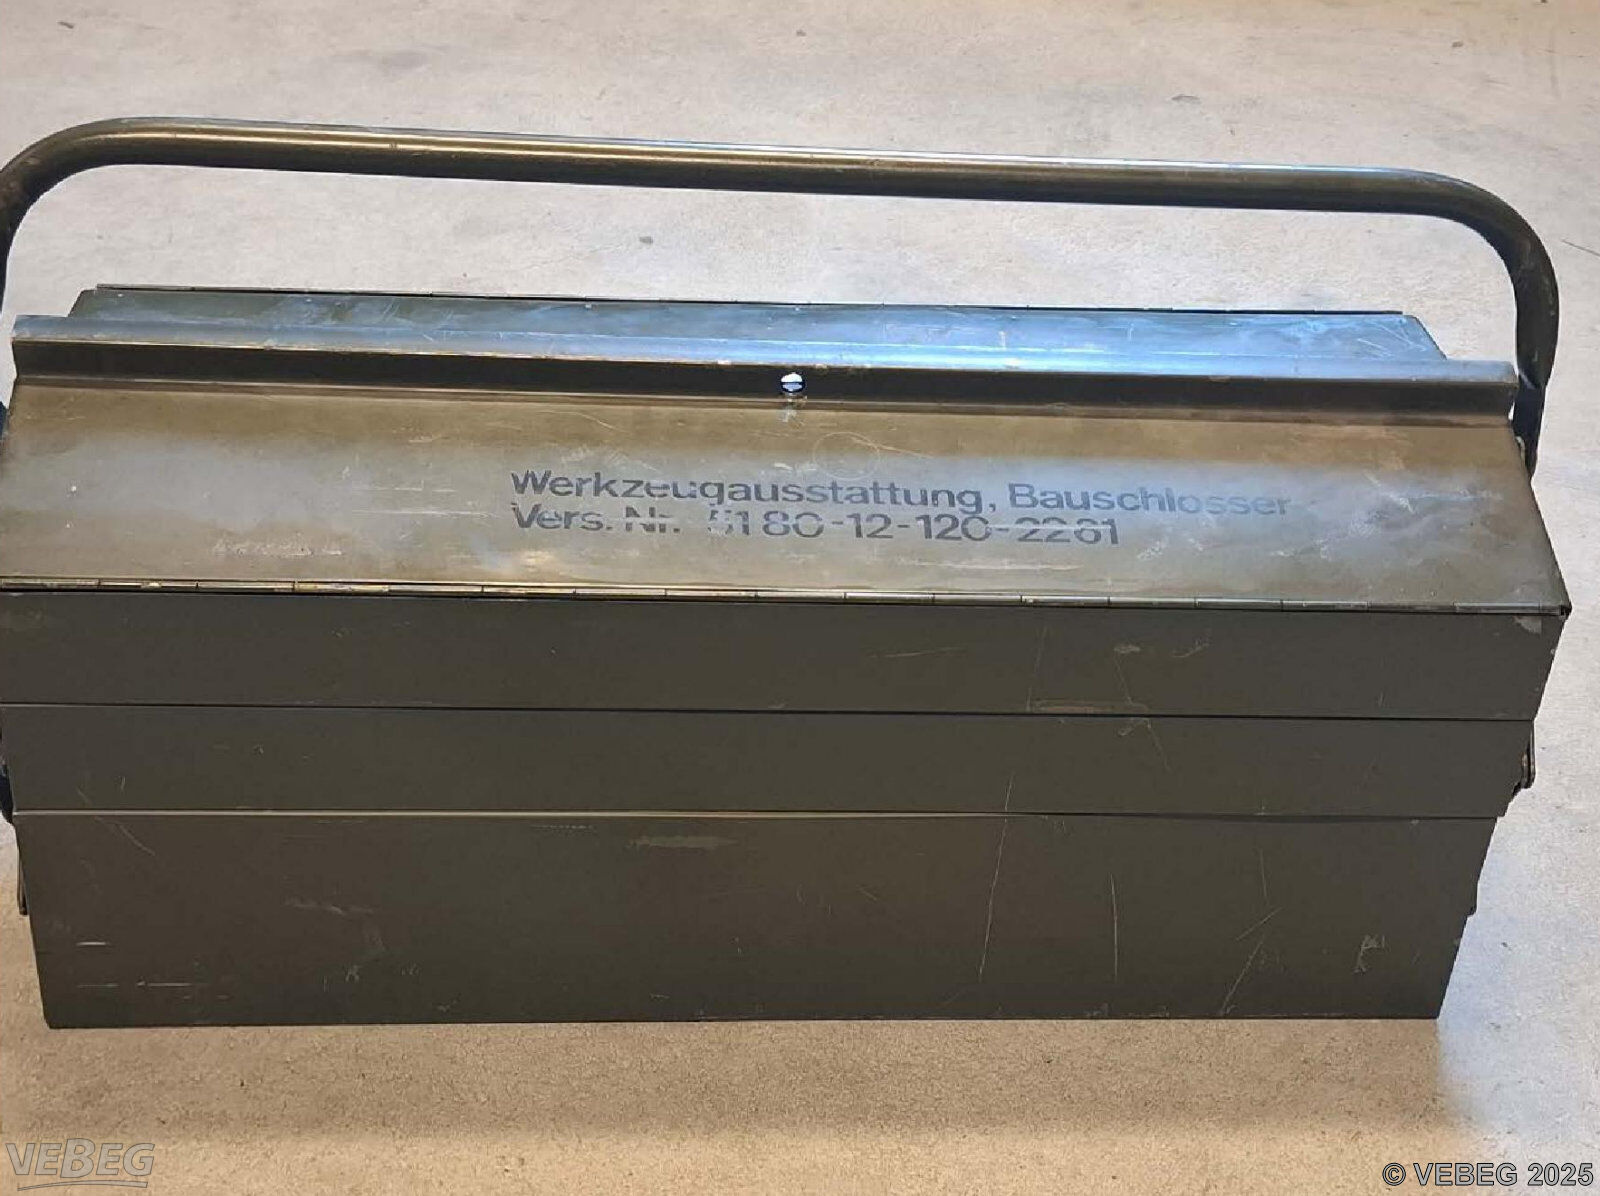 Werkzeugausstattung, Bauschlosser
Vers. Nr. 5180-12-120-2261
VEBEG
© VEBEG 2025